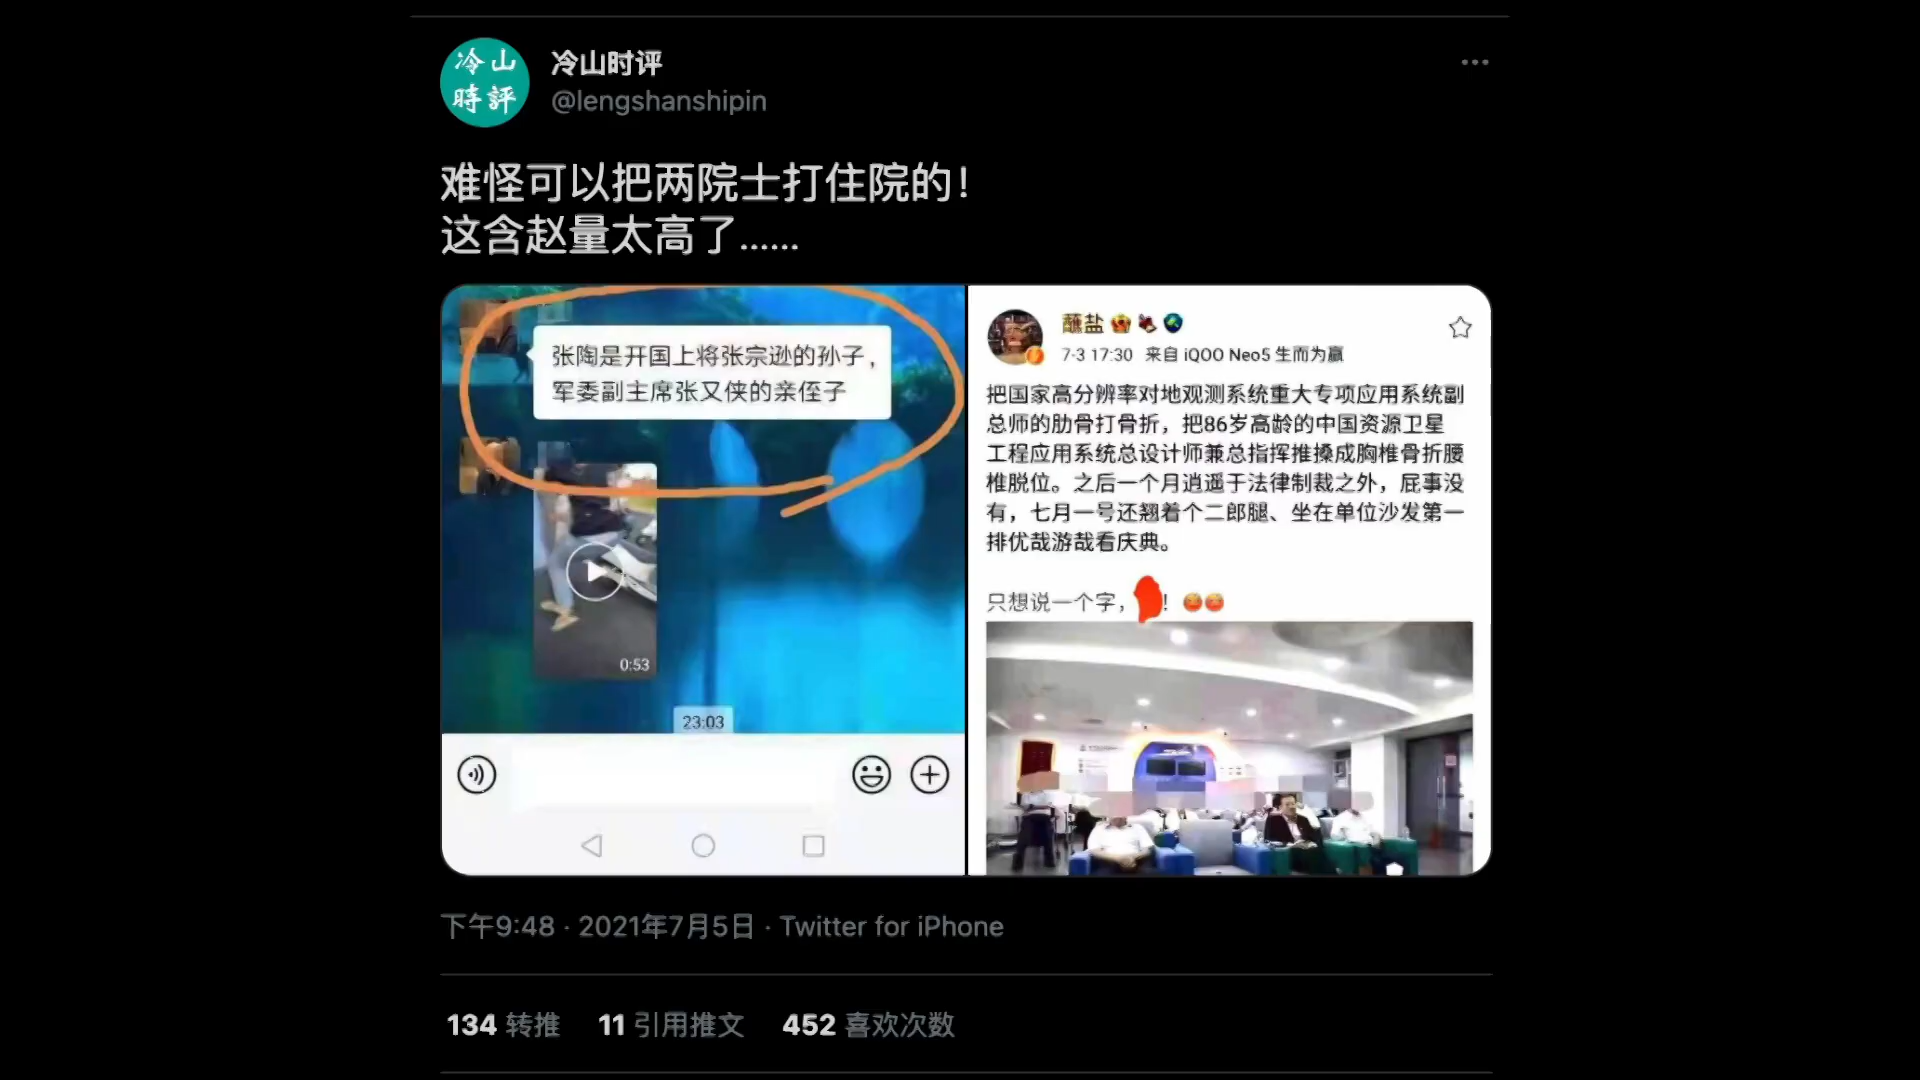 冷山
時評
冷山时评
@lengshanshipin
难怪可以把两院士打住院的！
这含赵量太高了......
张陶是开国上将张宗逊的孙子，
军委副主席张又侠的亲侄子
0:53
23:03
蘸盐
7-3 17:30 来自 iQOO Neo5 生而为赢
把国家高分辨率对地观测系统重大专项应用系统副
总师的肋骨打骨折，把86岁高龄的中国资源卫星
工程应用系统总设计师兼总指挥推搡成胸椎骨折腰
椎脱位。之后一个月逍遥于法律制裁之外，屁事没
有，七月一号还翘着个二郎腿、坐在单位沙发第一
排优哉游哉看庆典。
只想说一个字，！
下午9:48 · 2021年7月5日 · Twitter for iPhone
134 转推 11 引用推文 452 喜欢次数